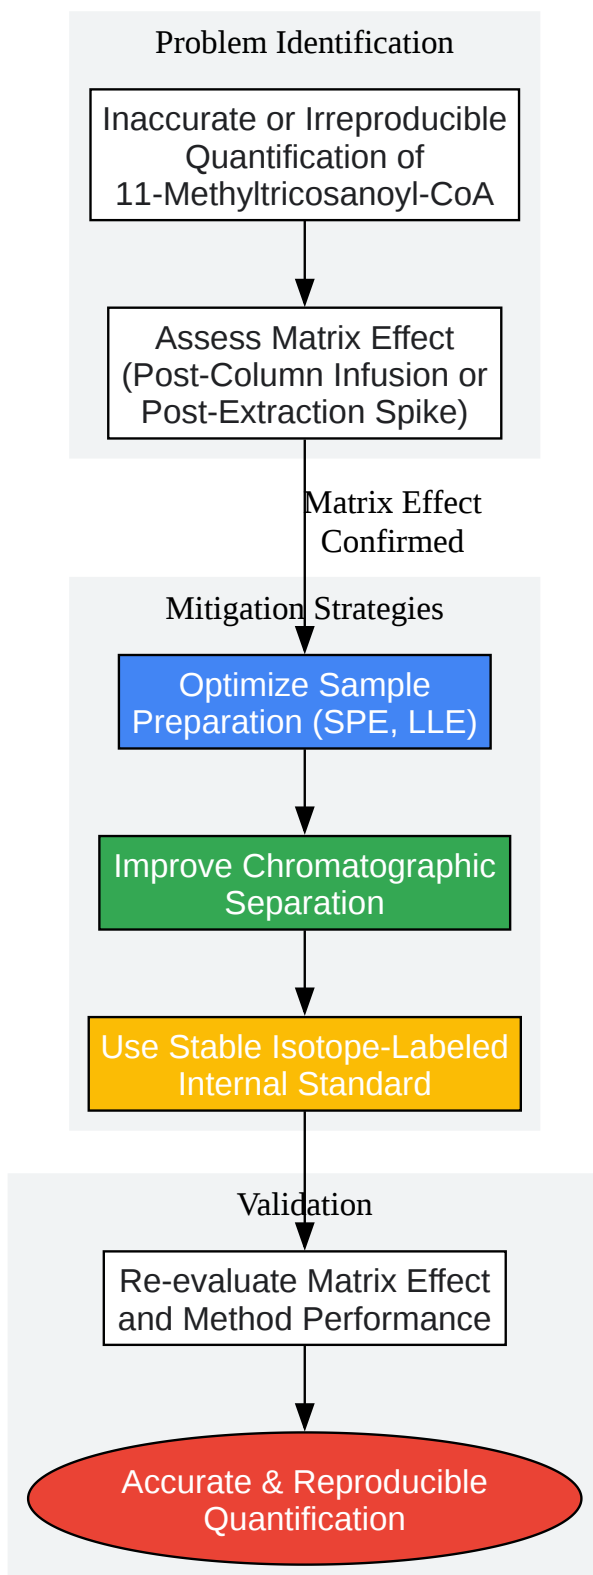 Problem Identification
Inaccurate or Irreproducible
Quantification of
11-Methyltricosanoyl-CoA
Assess Matrix Effect
(Post-Column Infusion or
Post-Extraction Spike)
Matrix Effect
Confirmed
Mitigation Strategies
Optimize Sample
Preparation (SPE, LLE)
Improve Chromatographic
Separation
Use Stable Isotope-Labeled
Internal Standard
Validation
Re-evaluate Matrix Effect
and Method Performance
Accurate & Reproducible
Quantification